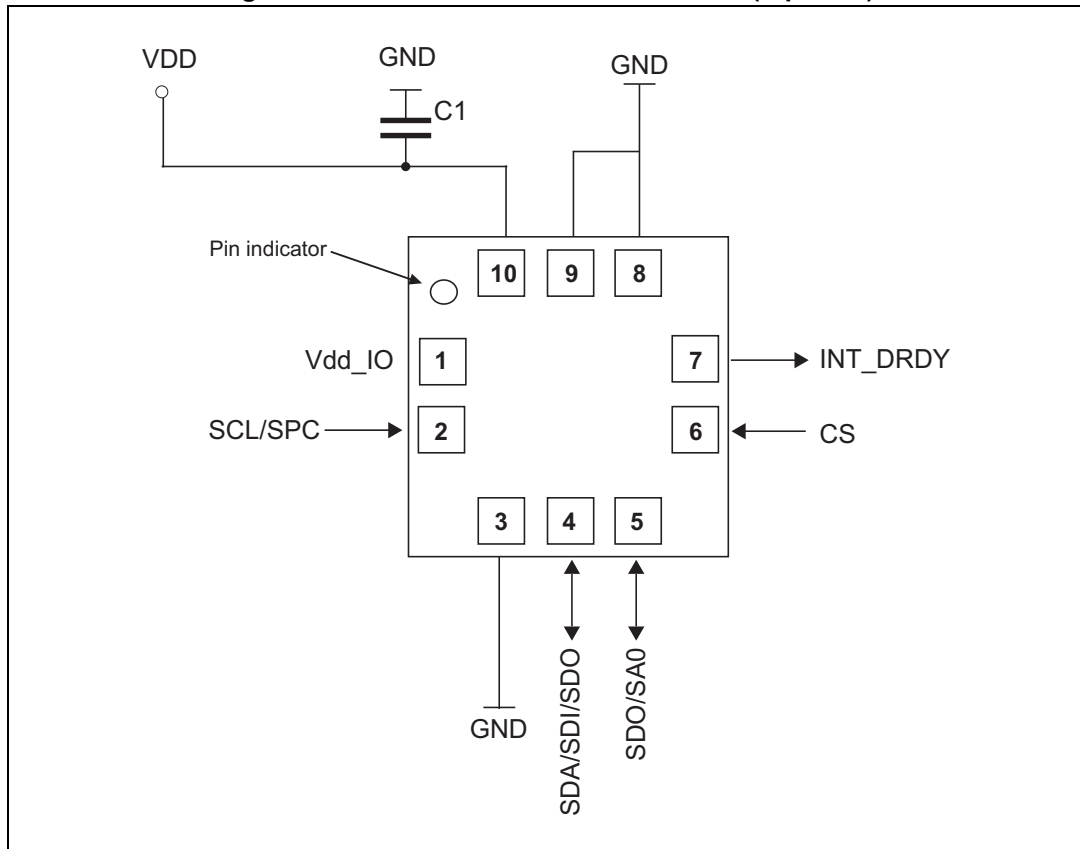 VDD
GND
C1
GND
Pin indicator
10
9
8
Vdd_IO
1
7
INT_DRDY
SCL/SPC
2
6
CS
3
4
5
GND
SDA/SDI/SDO
SDO/SA0